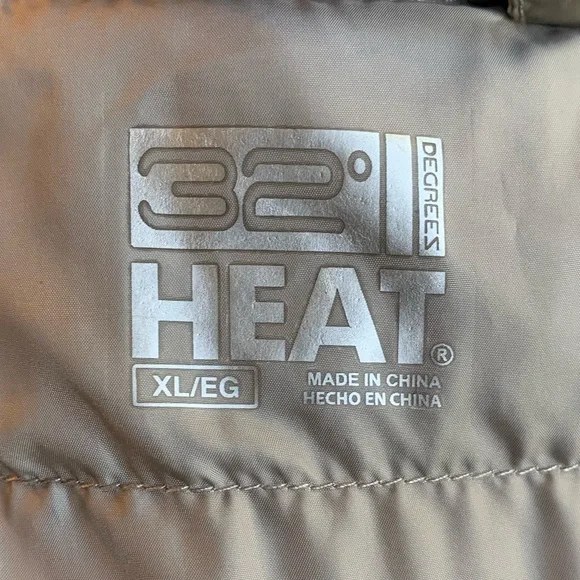 32° DEGREES
HEAT®
XL/EG
MADE IN CHINA
HECHO EN CHINA